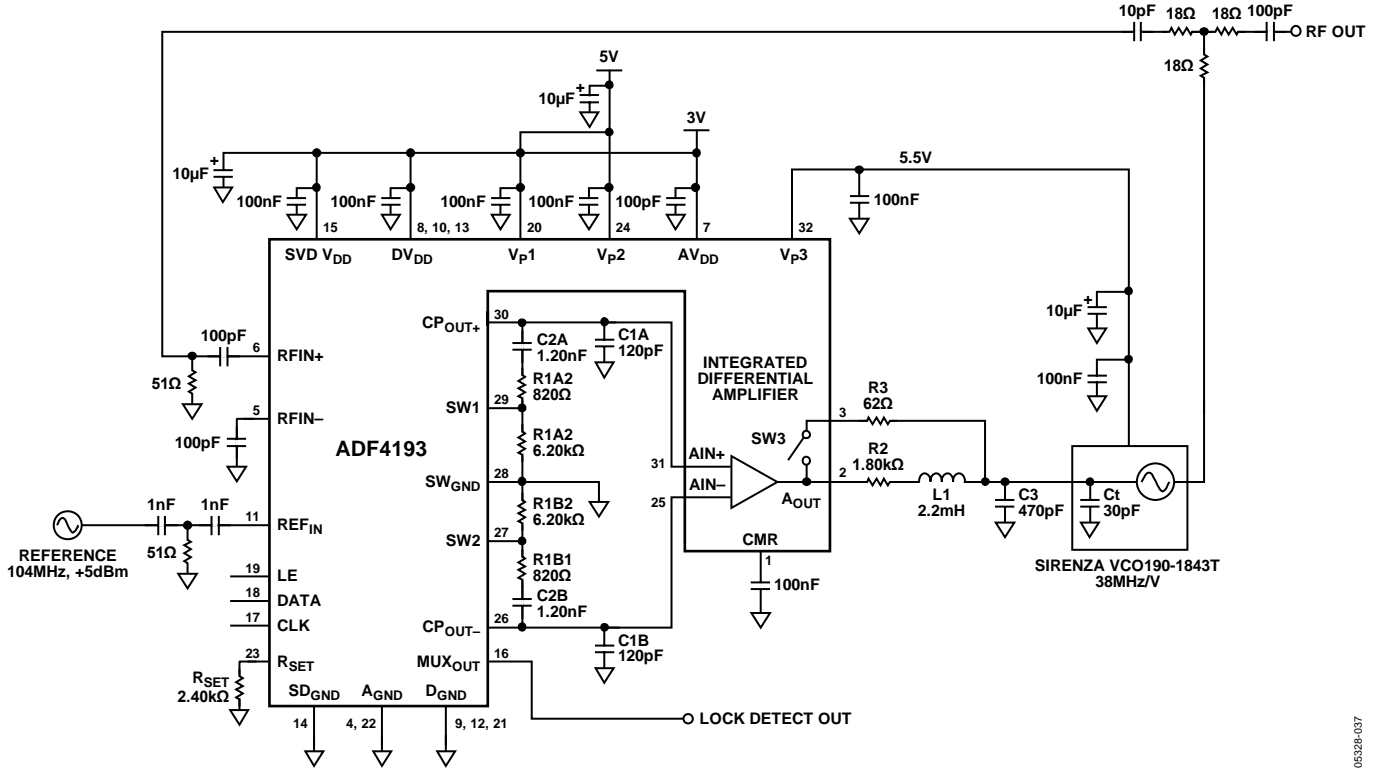 10pF
18Ω
18Ω
100pF
RF OUT
18Ω
5V
10µF
+
3V
10µF
+
5.5V
100nF
100nF
100nF
100nF
100pF
100nF
15
8, 10, 13
20
24
7
32
SVD VDD
DVDD
VP1
VP2
AVDD
VP3
10µF
+
100nF
100pF
6
RFIN+
51Ω
5
RFIN–
100pF
ADF4193
1nF
1nF
11
REFIN
51Ω
REFERENCE
104MHz, +5dBm
19
LE
18
DATA
17
CLK
23
RSET
RSET
2.40kΩ
SDGND
AGND
DGND
14
4, 22
9, 12, 21
CPOUT+
30
C2A
1.20nF
C1A
120pF
R1A2
820Ω
SW1
29
R1A2
6.20kΩ
SWGND
28
R1B2
6.20kΩ
SW2
27
R1B1
820Ω
C2B
1.20nF
CPOUT–
26
C1B
120pF
MUXOUT
16
LOCK DETECT OUT
INTEGRATED
DIFFERENTIAL
AMPLIFIER
SW3
31
AIN+
25
AIN–
AOUT
CMR
1
100nF
3
R3
62Ω
2
R2
1.80kΩ
L1
2.2mH
C3
470pF
Ct
30pF
SIRENZA VCO190-1843T
38MHz/V
05328-037